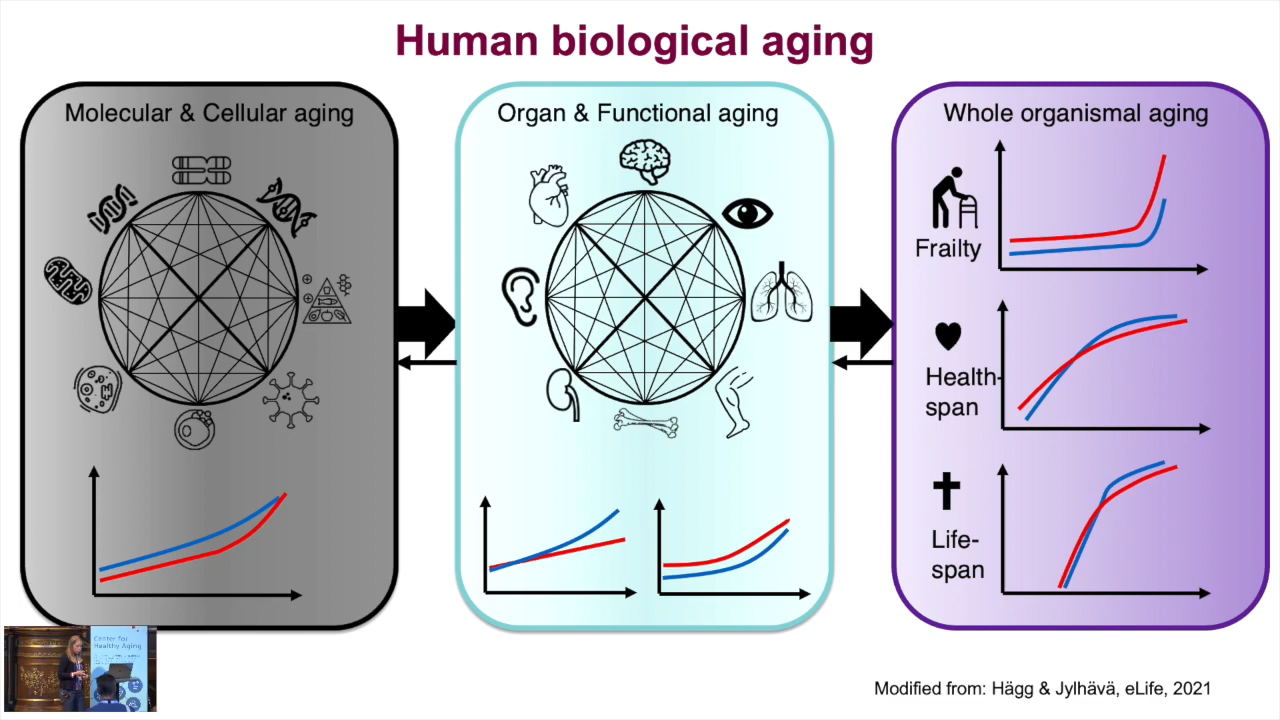 Human biological aging
Molecular & Cellular aging
Organ & Functional aging
Whole organismal aging
Frailty
Health-
span
Life-
span
Center for
Healthy Aging
Modified from: Hägg & Jylhävä, eLife, 2021